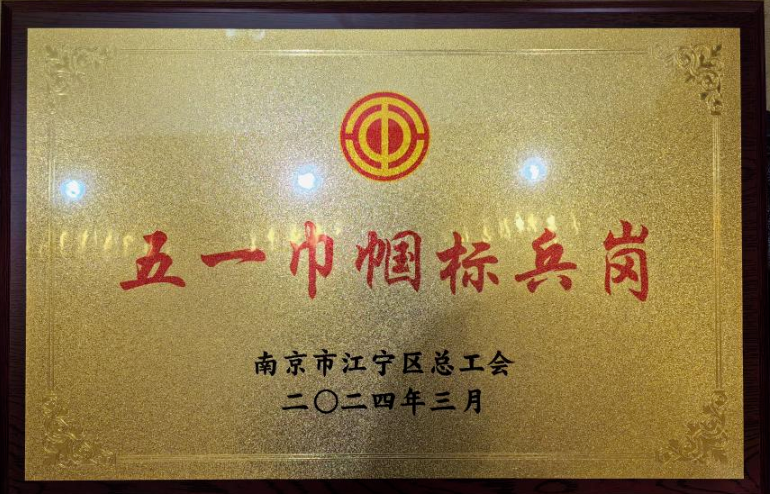 五一巾帼标兵岗
南京市江宁区总工会
二〇二四年三月